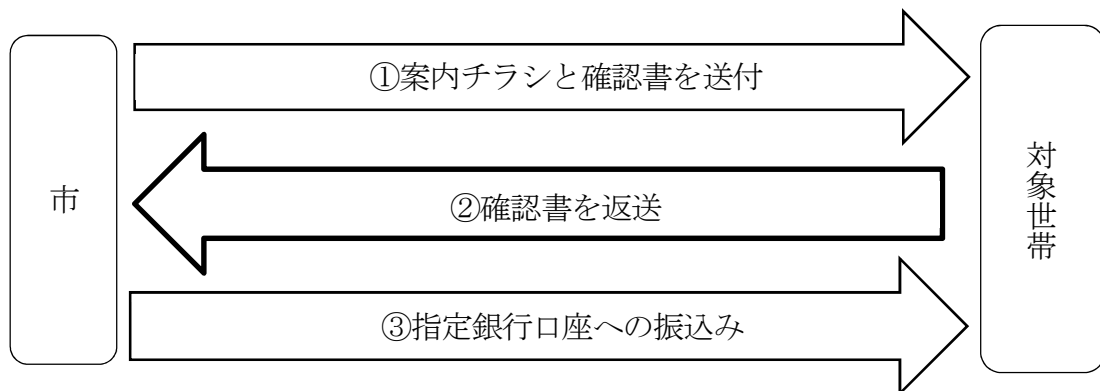 市
①案内チラシと確認書を送付
②確認書を返送
③指定銀行口座への振込み
対象世帯